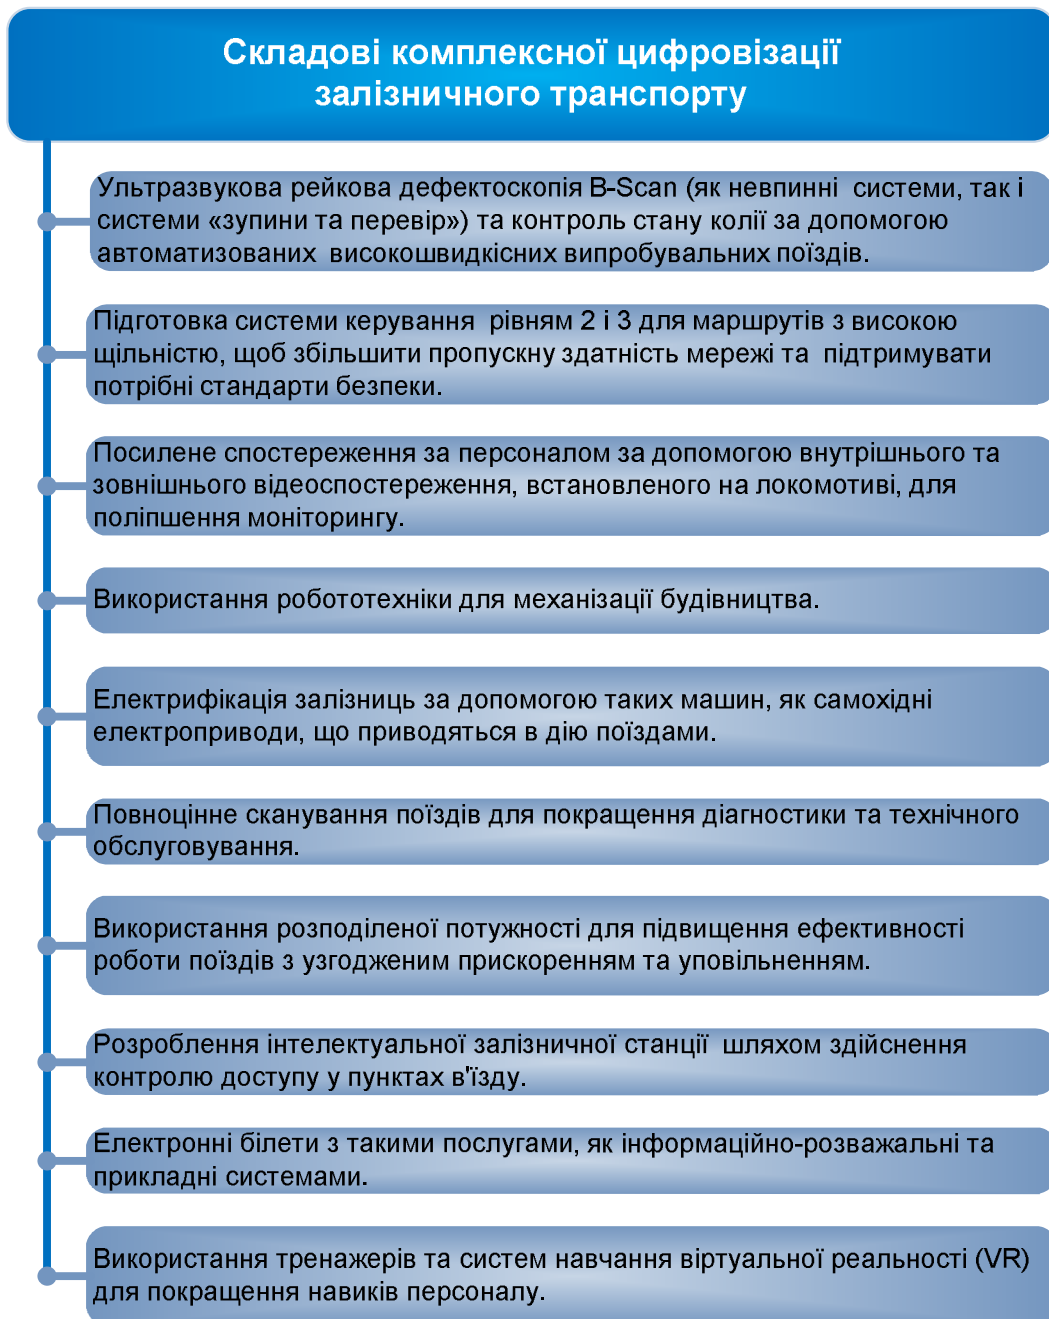 Складові комплексної цифровізації
залізничного транспорту
Ультразвукова рейкова дефектоскопія B-Scan (як невпинні системи, так і
системи «зупини та перевір») та контроль стану колії за допомогою
автоматизованих високошвидкісних випробувальних поїздів.
Підготовка системи керування рівням 2 і 3 для маршрутів з високою
щільністю, щоб збільшити пропускну здатність мережі та підтримувати
потрібні стандарти безпеки.
Посилене спостереження за персоналом за допомогою внутрішнього та
зовнішнього відеоспостереження, встановленого на локомотиві, для
поліпшення моніторингу.
Використання робототехніки для механізації будівництва.
Електрифікація залізниць за допомогою таких машин, як самохідні
електроприводи, що приводяться в дію поїздами.
Повноцінне сканування поїздів для покращення діагностики та технічного
обслуговування.
Використання розподіленої потужності для підвищення ефективності
роботи поїздів з узгодженим прискоренням та уповільненням.
Розроблення інтелектуальної залізничної станції шляхом здійснення
контролю доступу у пунктах в'їзду.
Електронні білети з такими послугами, як інформаційно-розважальні та
прикладні системами.
Використання тренажерів та систем навчання віртуальної реальності (VR)
для покращення навиків персоналу.